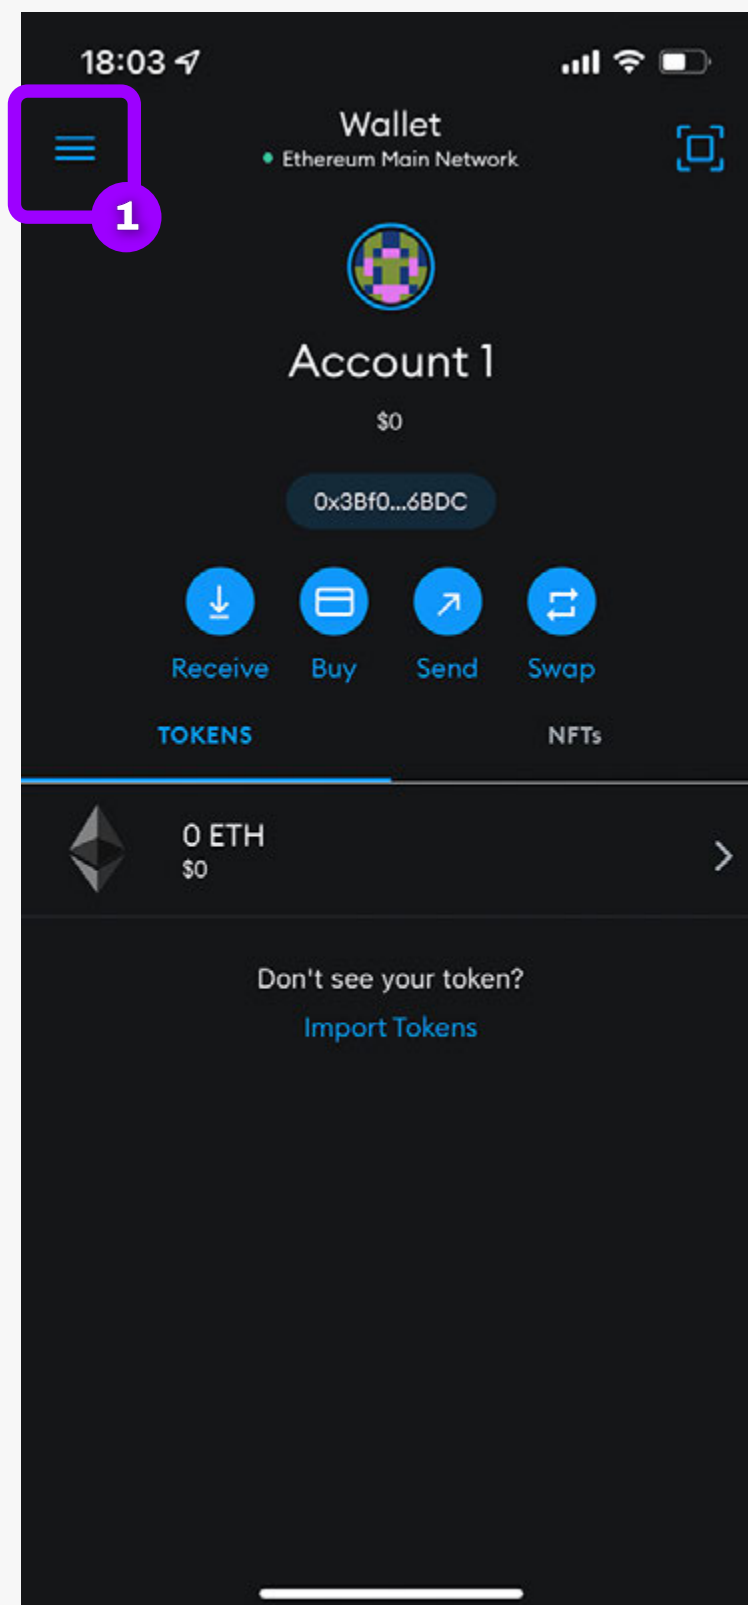 18:03
Wallet
Ethereum Main Network
1
Account 1
$0
0x3Bf0...6BDC
Receive Buy Send Swap
TOKENS NFTs
0 ETH
$0
Don't see your token?
Import Tokens